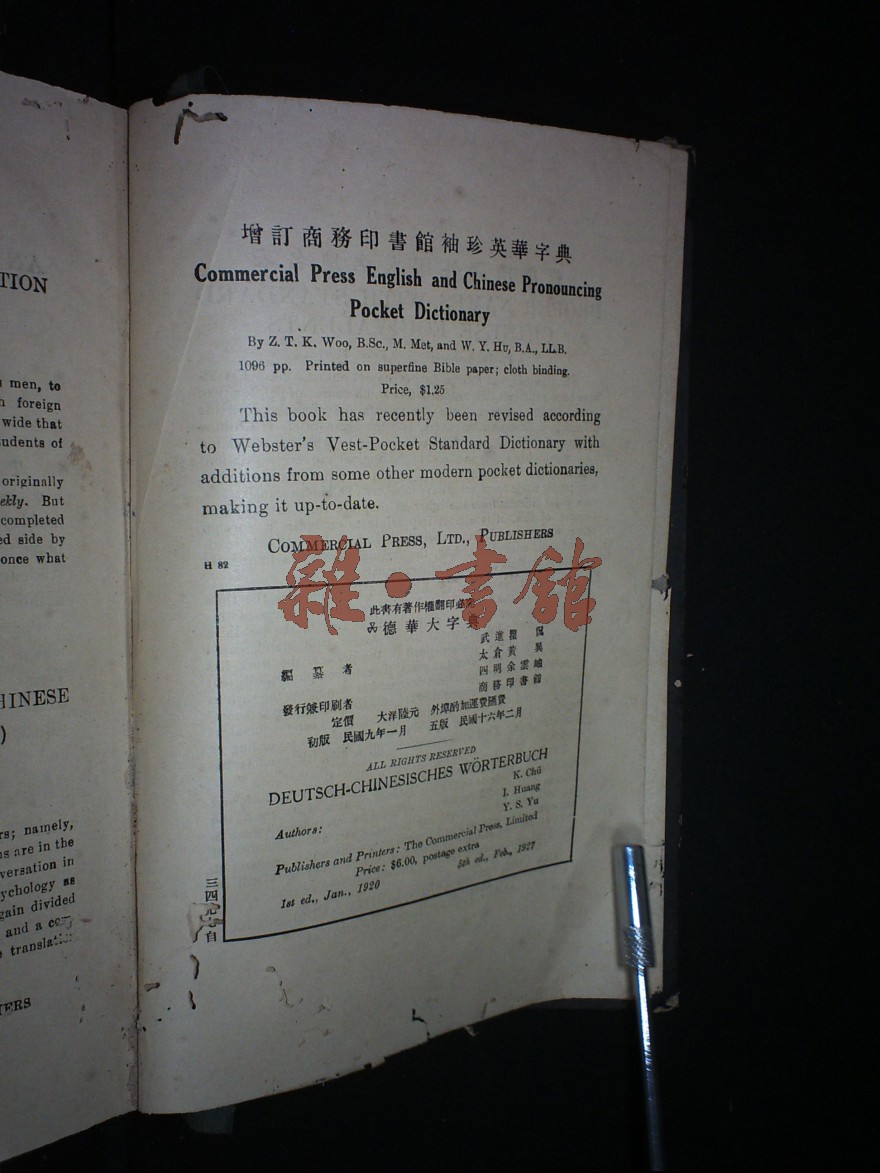 TION
men, to
foreign
wide that
udents of
originally
ekly. But
completed
ed side by
once what
HINESE
)
rs; namely,
ns are in the
versation in
ychology as
gain divided
and a
translati
ERS
增訂商務印書館袖珍英華字典
Commercial Press English and Chinese Pronouncing
Pocket Dictionary
By Z. T. K. Woo, B.Sc., M. Met, and W. Y. Hu, B.A., LL.B.
1096 pp. Printed on superfine Bible paper; cloth binding.
Price, $1.25
This book has recently been revised according
to Webster's Vest-Pocket Standard Dictionary with
additions from some other modern pocket dictionaries,
making it up-to-date.
Commercial Press, Ltd., Publishers
H 82
雜·書館
此書有著作權翻印必究
德華大字典
武進瞿侃
太倉黃異
編纂者
四明余雲岫
商務印書館
發行兼印刷者
定價 大洋陸元 外埠酌加運費匯費
初版 民國九年一月 五版 民國十六年二月
ALL RIGHTS RESERVED
DEUTSCH-CHINESISCHES WÖRTERBUCH
K. Chü
I. Huang
Y. S. Yu
Authors:
Publishers and Printers: The Commercial Press, Limited
Price: $6.00, postage extra
1st ed., Jan., 1920 5th ed., Feb., 1927
三四 自